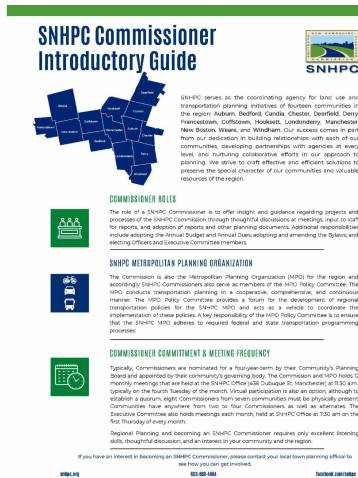 SNHPC Commissioner
Introductory Guide
SNHPC
SNHPC serves as the coordinating agency for land use and
transportation planning initiatives of fourteen communities in
the region: Auburn, Bedford, Candia, Chester, Deerfield, Derry
Francestown, Goffstown, Hooksett, Londonderry, Manchester
New Boston, Weare, and Windham. Our success comes in part
from our dedication in building relationships with each of our
communities, developing partnerships with agencies at every
level, and nurturing collaborative efforts in our approach to
planning. We strive to craft effective and efficient solutions to
preserve the special character of our communities and valuable
resources of the region.
Deerfield
Weare
Hooksett
Candia
Francestown
Goffstown
New Boston
Manchester
Auburn
Chester
Bedford
Derry
Londonderry
Windham
COMMISSIONER ROLES
The role of a SNHPC Commissioner is to offer insight and guidance regarding projects and
processes of the SNHPC Commission through thoughtful discussions at meetings, input to staff
for reports, and adoption of reports and other planning documents. Additional responsibilities
include adopting the Annual Budget and Annual Dues, adopting and amending the Bylaws, and
electing Officers and Executive Committee members.
SNHPC METROPOLITAN PLANNING ORGANIZATION
The Commission is also the Metropolitan Planning Organization (MPO) for the region and
accordingly SNHPC Commissioners also serve as members of the MPO Policy Committee. The
MPO conducts transportation planning in a cooperative, comprehensive, and continuous
manner. The MPO Policy Committee provides a forum for the development of regional
transportation policies for the SNHPC MPO and acts as a vehicle to coordinate the
implementation of these policies. A key responsibility of the MPO Policy Committee is to ensure
that the SNHPC MPO adheres to required federal and state transportation programming
processes.
COMMISSIONER COMMITMENT & MEETING FREQUENCY
Typically, Commissioners are nominated for a four-year-term by their Community's Planning
Board and appointed by their community's governing body. The Commission and MPO holds 12
monthly meetings that are held at the SNHPC Office (438 Dubuque St, Manchester) at 11:30 a.m.
typically on the fourth Tuesday of the month. Virtual participation is also an option, although to
establish a quorum, eight Commissioners from seven communities must be physically present.
Communities have anywhere from two to four Commissioners as well as alternates. The
Executive Committee also holds meetings each month, held at SNHPC Office at 7:30 am on the
first Thursday of every month.
Regional Planning and becoming an SNHPC Commissioner requires only excellent listening
skills, thoughtful discussion, and an interest in your community and the region.
If you have an interest in becoming an SNHPC Commissioner, please contact your local town planning official to
see how you can get involved.
snhpc.org
603-669-4664
facebook.com/snhpc